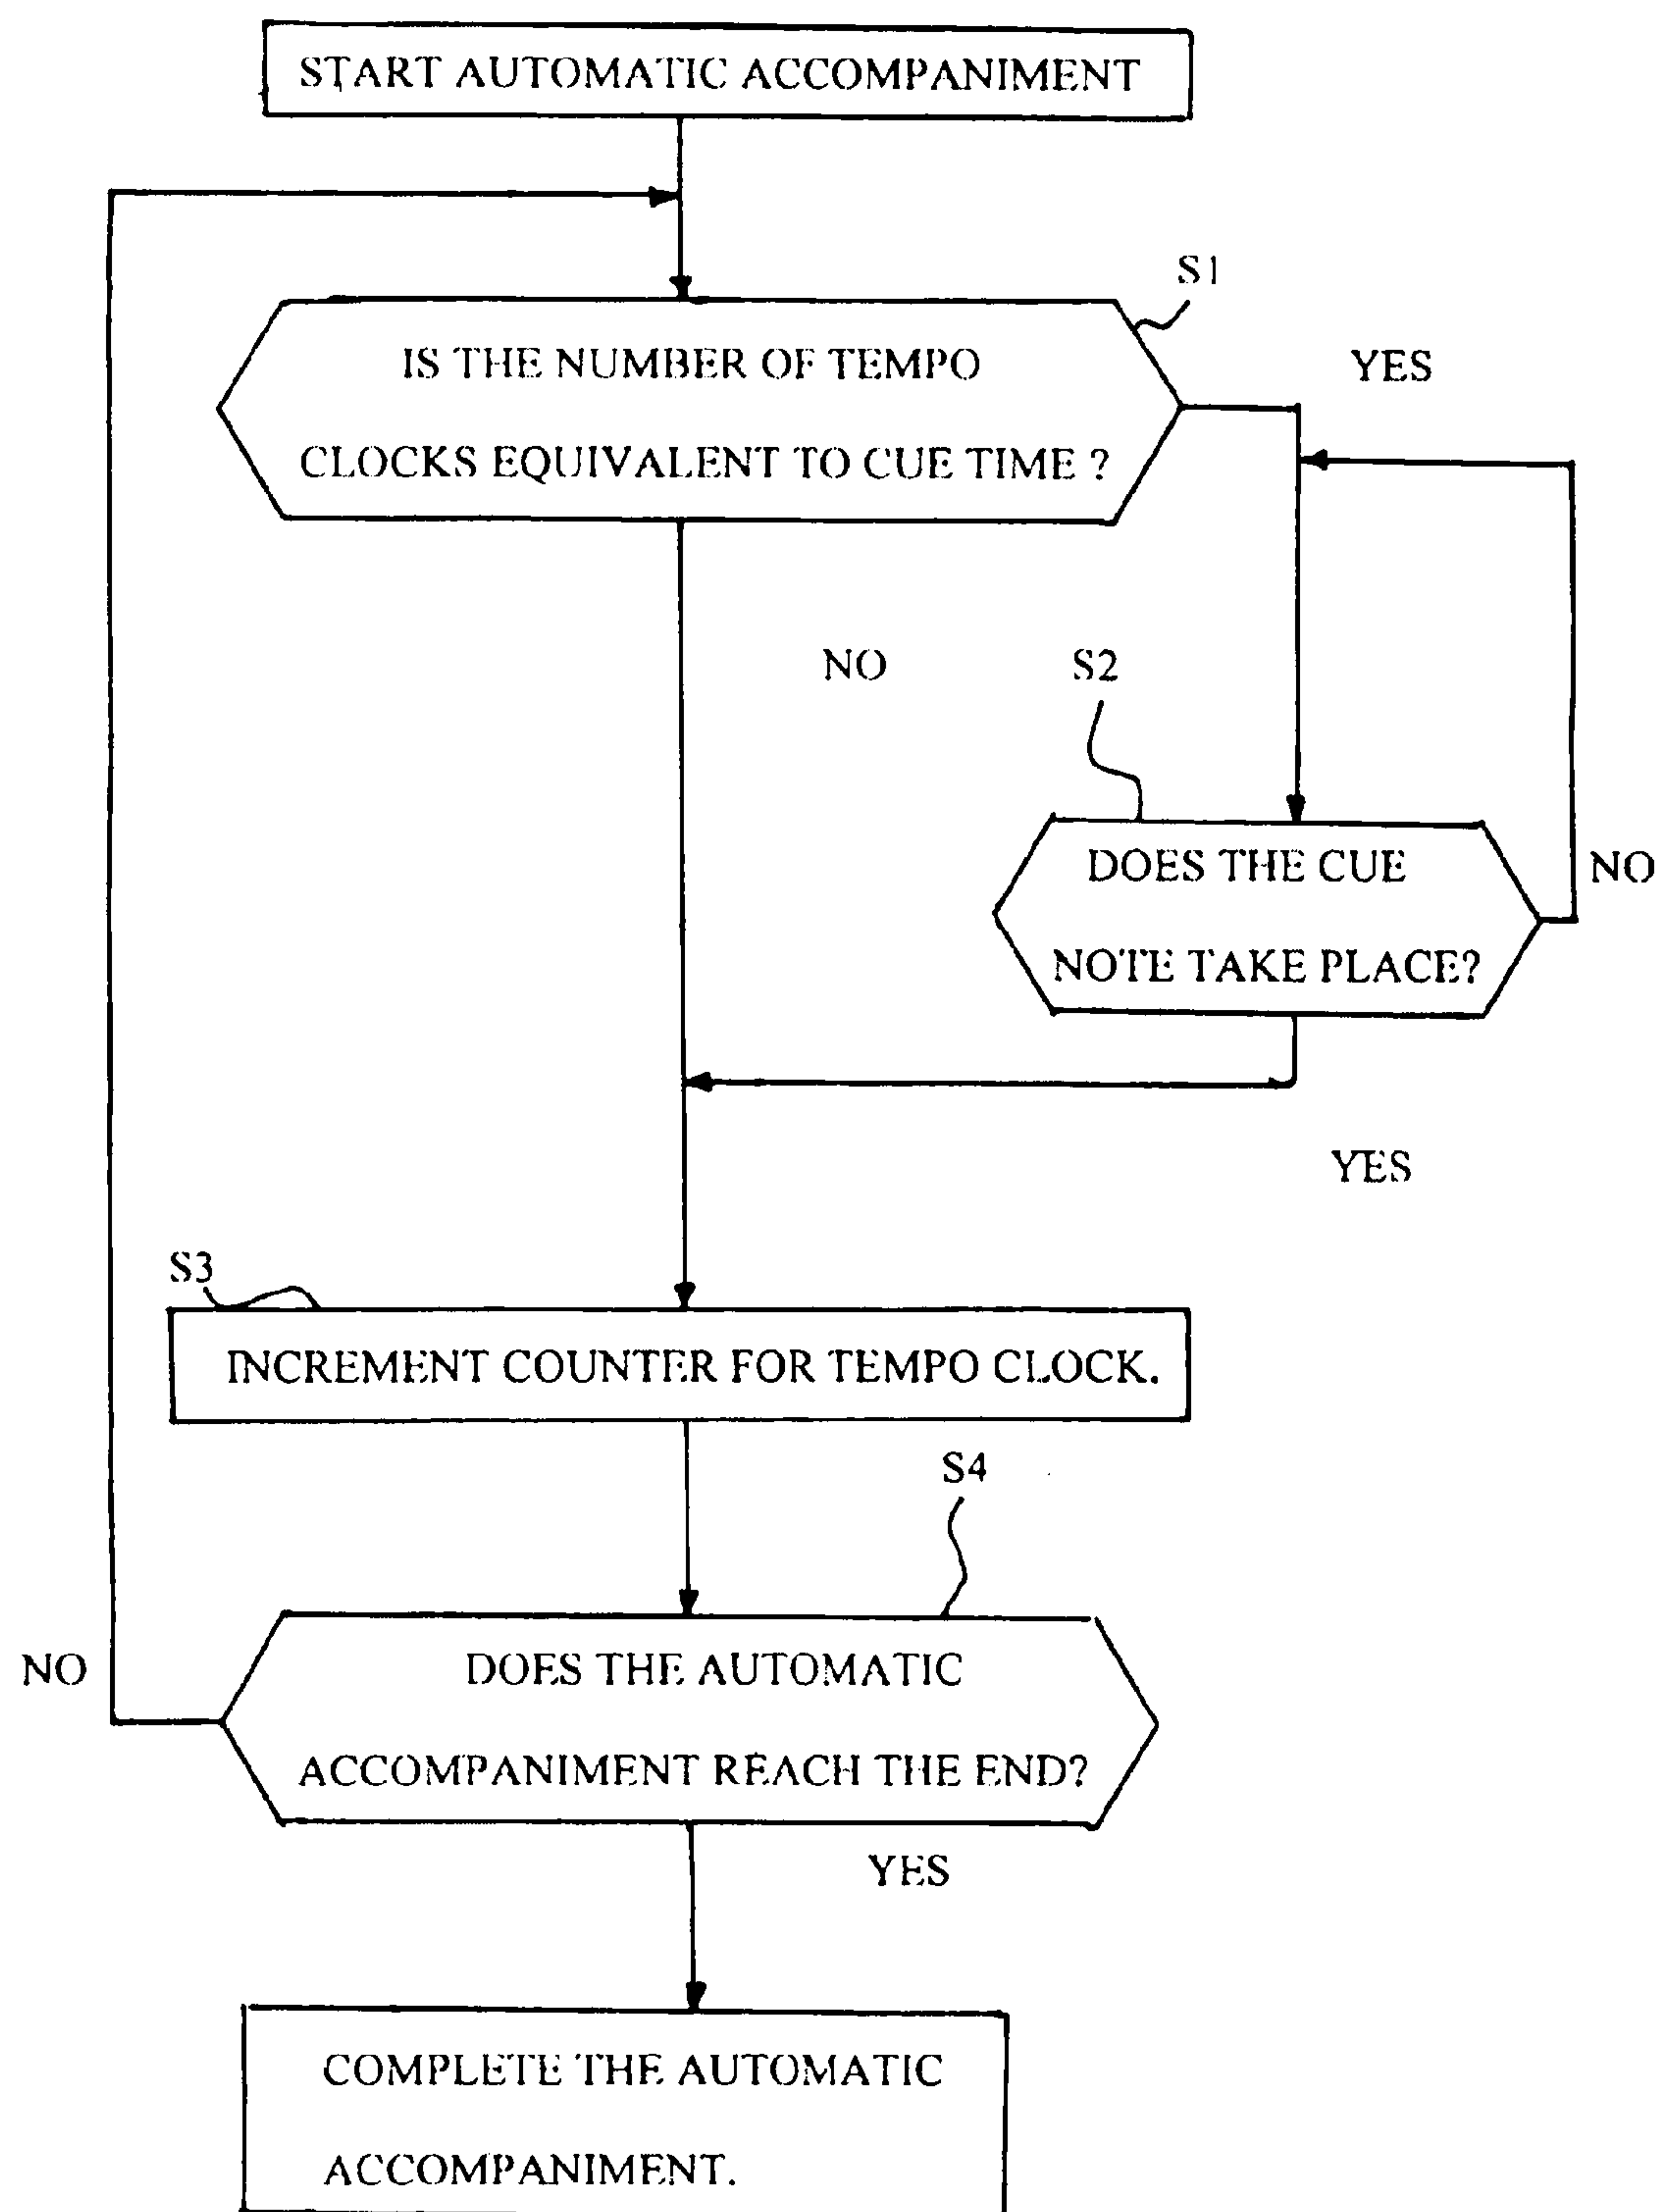 START AUTOMATIC ACCOMPANIMENT
S1
IS THE NUMBER OF TEMPO
CLOCKS EQUIVALENT TO CUE TIME ?
YES
NO
S2
DOES THE CUE
NOTE TAKE PLACE?
NO
YES
S3
INCREMENT COUNTER FOR TEMPO CLOCK.
S4
NO
DOES THE AUTOMATIC
ACCOMPANIMENT REACH THE END?
YES
COMPLETE THE AUTOMATIC
ACCOMPANIMENT.